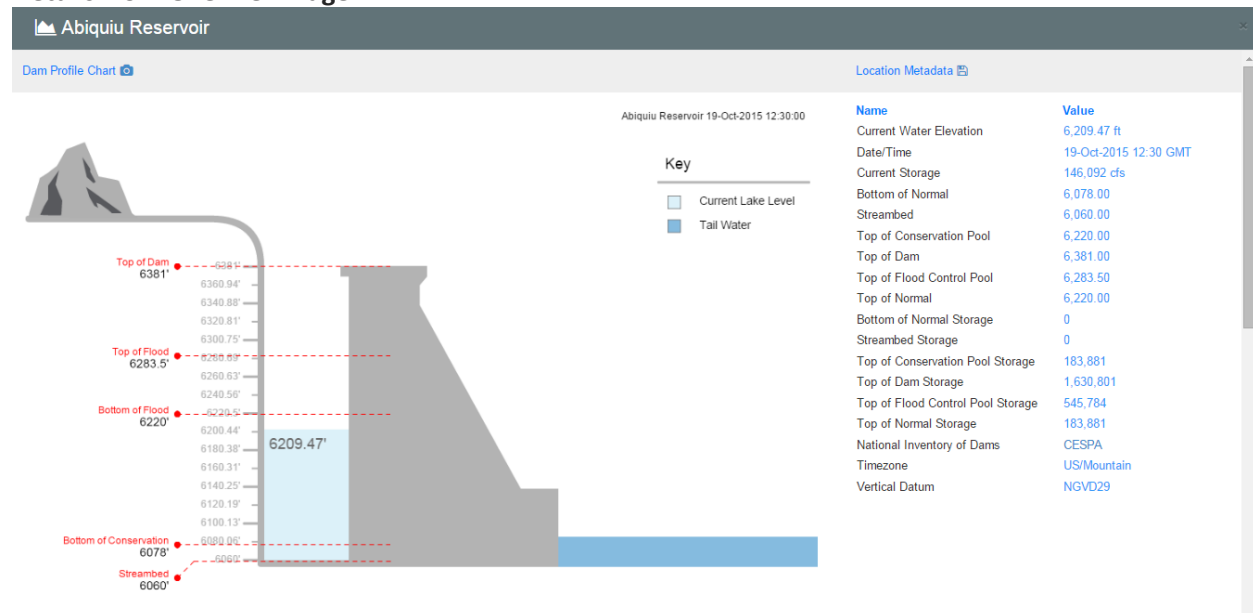 Abiquiu Reservoir
×
Dam Profile Chart
Location Metadata
Abiquiu Reservoir 19-Oct-2015 12:30:00
Key
Current Lake Level
Tail Water
Top of Dam
6381'
Top of Flood
6283.5'
Bottom of Flood
6220'
Bottom of Conservation
6078'
Streambed
6060'
6381'
6360.94'
6340.88'
6320.81'
6300.75'
6280.69'
6260.63'
6240.56'
6220.5'
6200.44'
6180.38'
6160.31'
6140.25'
6120.19'
6100.13'
6080.06'
6060'
6209.47'
Name Value
Current Water Elevation 6,209.47 ft
Date/Time 19-Oct-2015 12:30 GMT
Current Storage 146,092 cfs
Bottom of Normal 6,078.00
Streambed 6,060.00
Top of Conservation Pool 6,220.00
Top of Dam 6,381.00
Top of Flood Control Pool 6,283.50
Top of Normal 6,220.00
Bottom of Normal Storage 0
Streambed Storage 0
Top of Conservation Pool Storage 183,881
Top of Dam Storage 1,630,801
Top of Flood Control Pool Storage 545,784
Top of Normal Storage 183,881
National Inventory of Dams CESPA
Timezone US/Mountain
Vertical Datum NGVD29